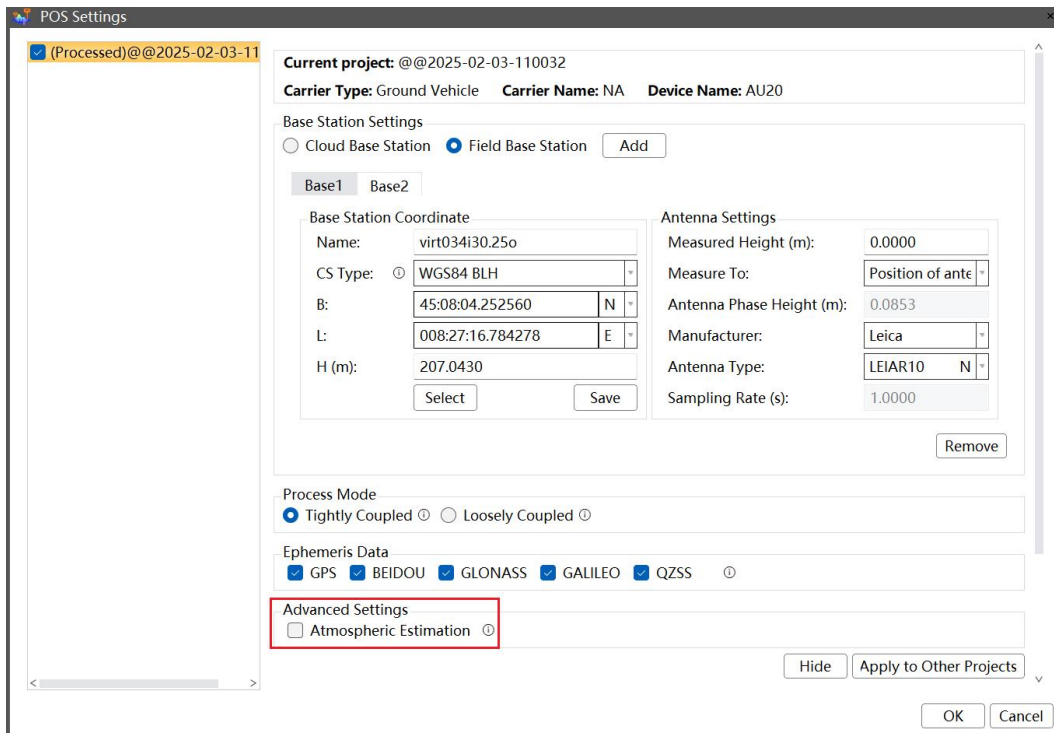 POS Settings
(Processed)@@2025-02-03-11
Current project: @@2025-02-03-110032
Carrier Type: Ground Vehicle Carrier Name: NA Device Name: AU20
Base Station Settings
Cloud Base Station Field Base Station Add
Base1 Base2
Base Station Coordinate Antenna Settings
Name: virt034i30.25o Measured Height (m): 0.0000
CS Type: WGS84 BLH Measure To: Position of ante
B: 45:08:04.252560 N Antenna Phase Height (m): 0.0853
L: 008:27:16.784278 E Manufacturer: Leica
H (m): 207.0430 Antenna Type: LEIAR10 N
Select Save Sampling Rate (s): 1.0000
Remove
Process Mode
Tightly Coupled Loosely Coupled
Ephemeris Data
GPS BEIDOU GLONASS GALILEO QZSS
Advanced Settings
Atmospheric Estimation
Hide Apply to Other Projects
OK Cancel